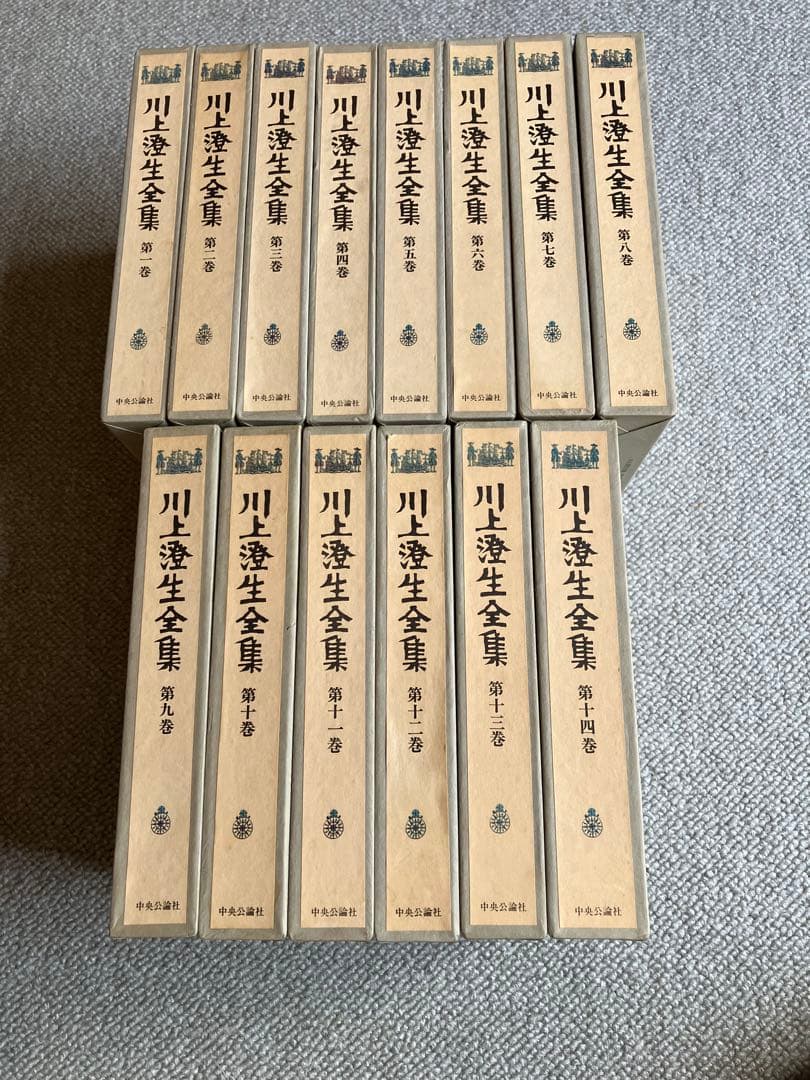 川上澄生全集 第一巻
中央公論社
川上澄生全集 第二巻
中央公論社
川上澄生全集 第三巻
中央公論社
川上澄生全集 第四巻
中央公論社
川上澄生全集 第五巻
中央公論社
川上澄生全集 第六巻
中央公論社
川上澄生全集 第七巻
中央公論社
川上澄生全集 第八巻
中央公論社
川上澄生全集 第九巻
中央公論社
川上澄生全集 第十巻
中央公論社
川上澄生全集 第十一巻
中央公論社
川上澄生全集 第十二巻
中央公論社
川上澄生全集 第十三巻
中央公論社
川上澄生全集 第十四巻
中央公論社